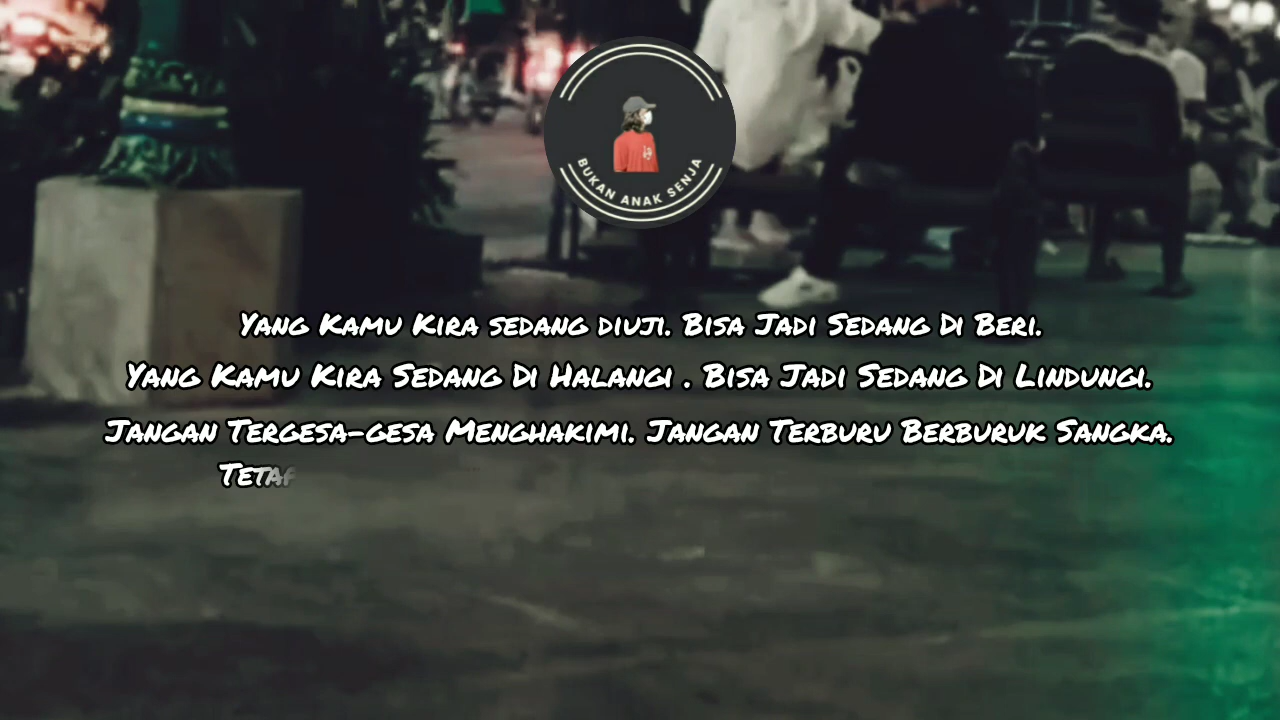 BUKAN ANAK SENJA
Yang Kamu Kira sedang diuji. Bisa Jadi Sedang Di Beri.
Yang Kamu Kira Sedang Di Halangi . Bisa Jadi Sedang Di Lindungi.
Jangan Tergesa-gesa Menghakimi. Jangan Terburu Berburuk Sangka.
Tetap